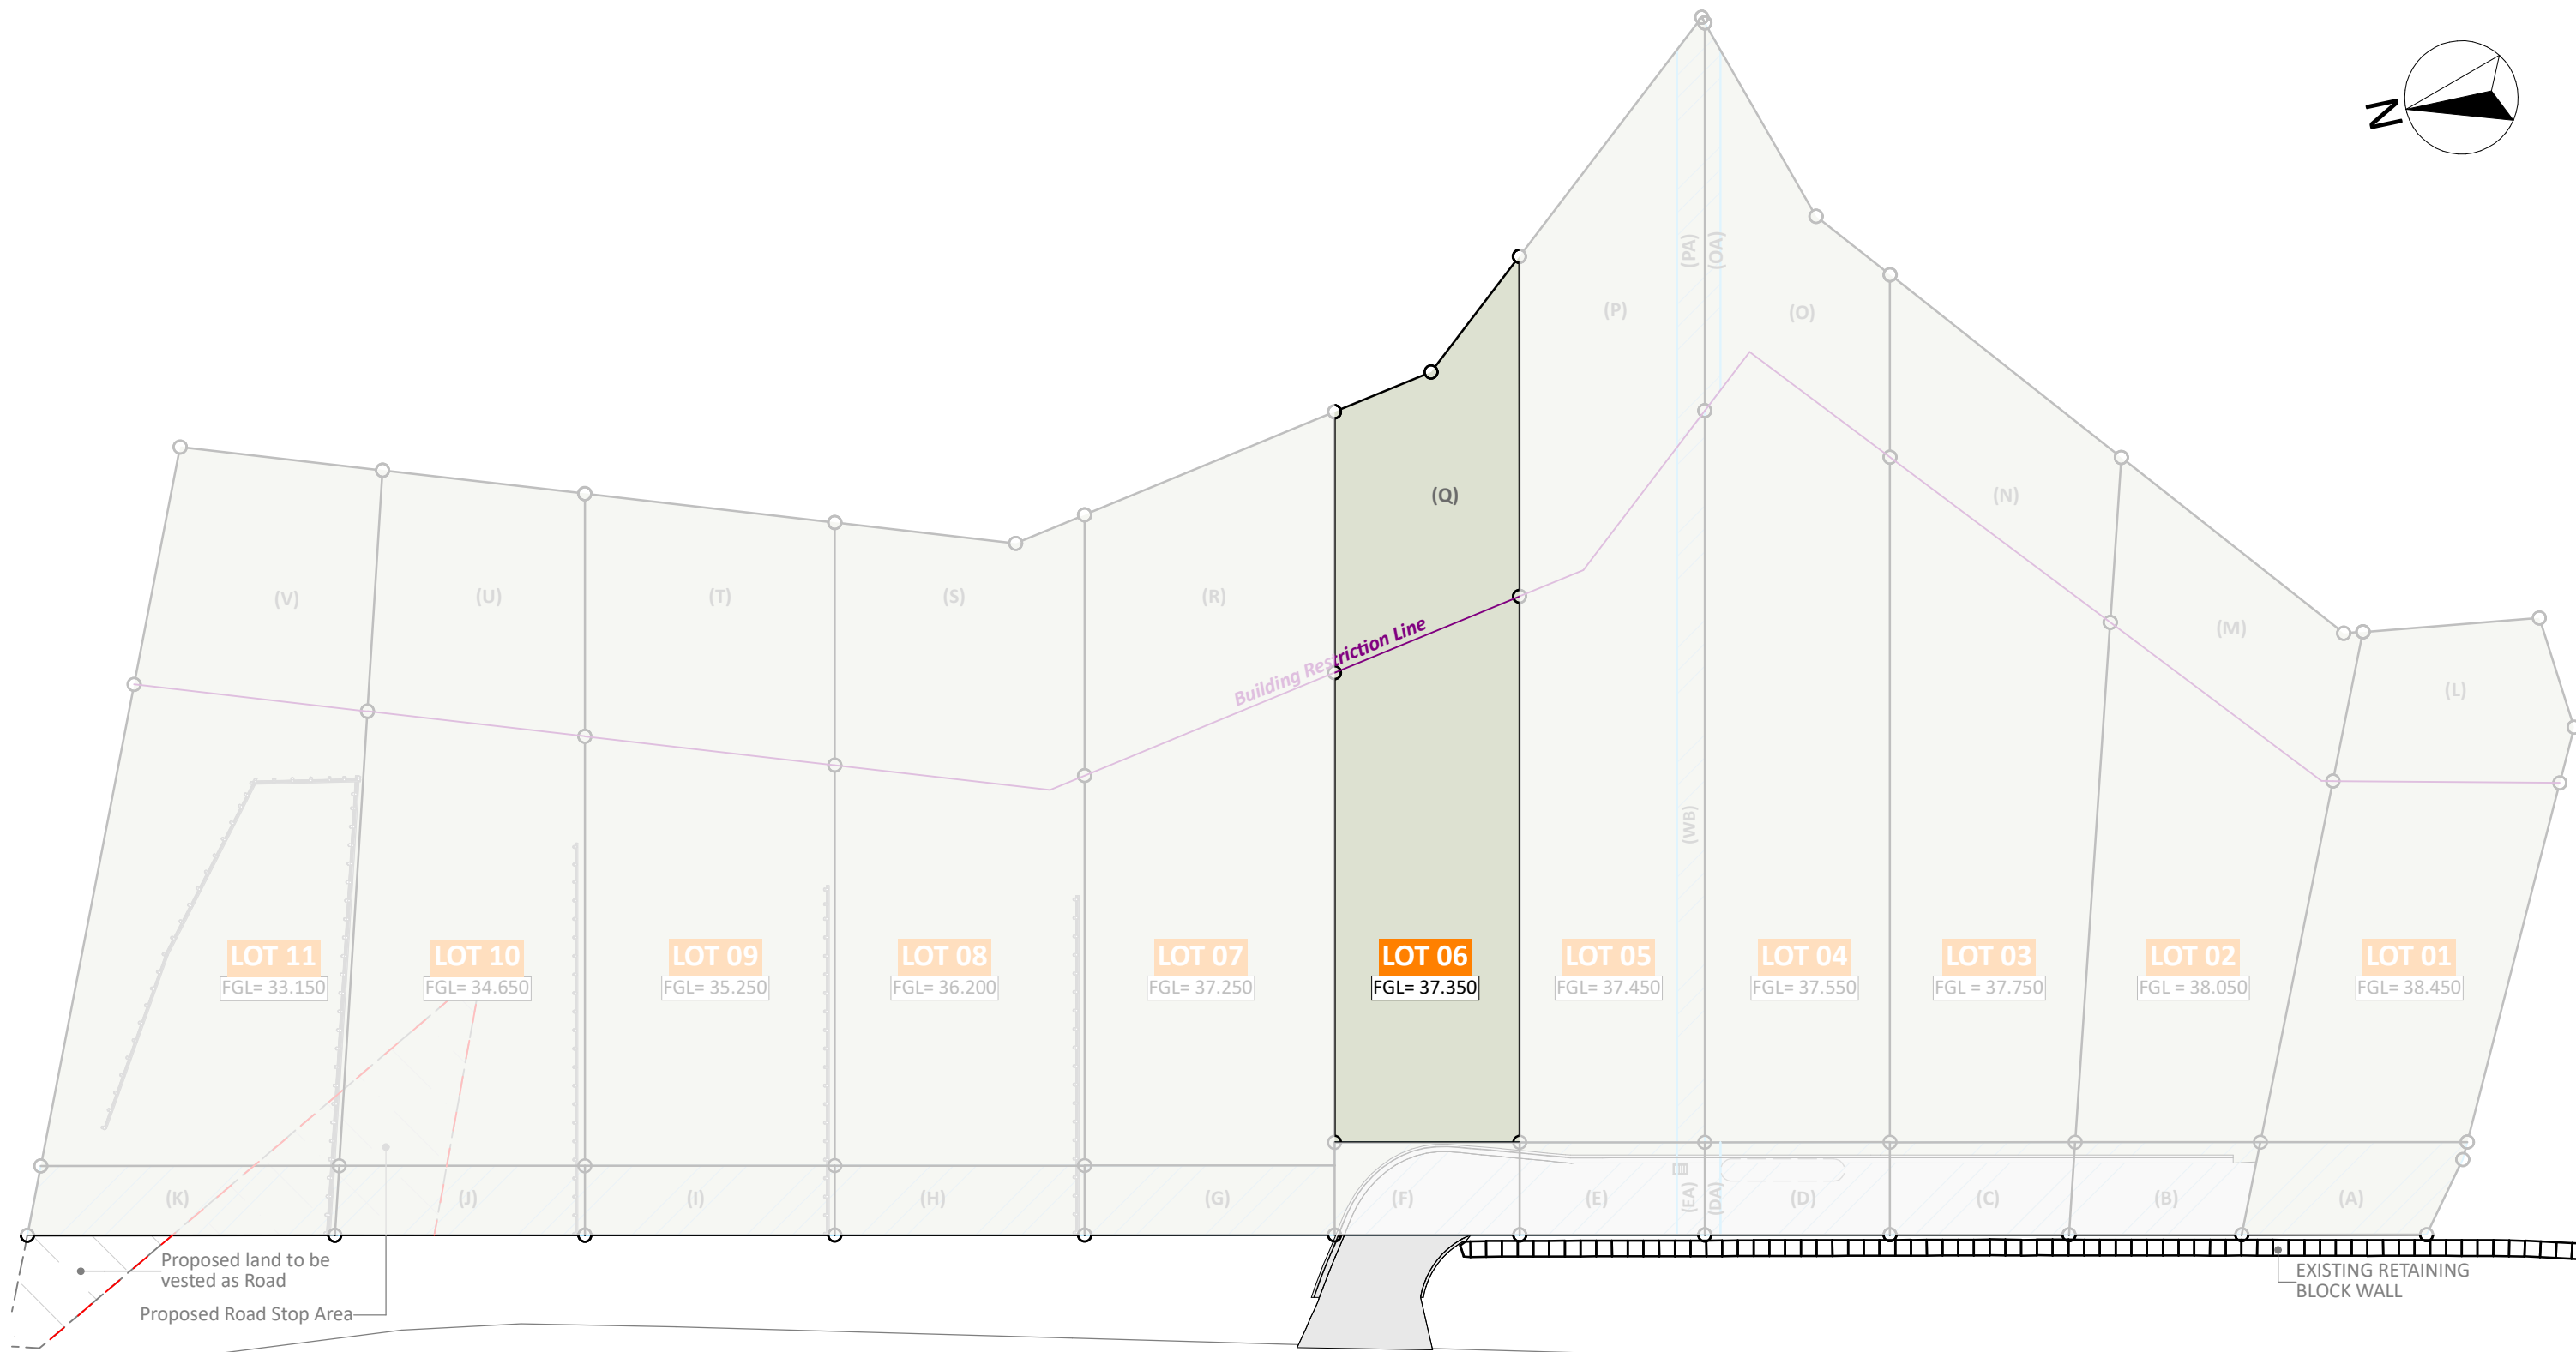 N
(PA)
(OA)
(P)
(O)
(Q)
(N)
(V)
(U)
(T)
(S)
(R)
(M)
(L)
Building Restriction Line
(WB)
LOT 11
FGL= 33.150
LOT 10
FGL= 34.650
LOT 09
FGL= 35.250
LOT 08
FGL= 36.200
LOT 07
FGL= 37.250
LOT 06
FGL= 37.350
LOT 05
FGL= 37.450
LOT 04
FGL= 37.550
LOT 03
FGL = 37.750
LOT 02
FGL = 38.050
LOT 01
FGL= 38.450
(K)
(J)
(I)
(H)
(G)
(F)
(E)
(EA)
(DA)
(D)
(C)
(B)
(A)
Proposed land to be
vested as Road
Proposed Road Stop Area
EXISTING RETAINING
BLOCK WALL